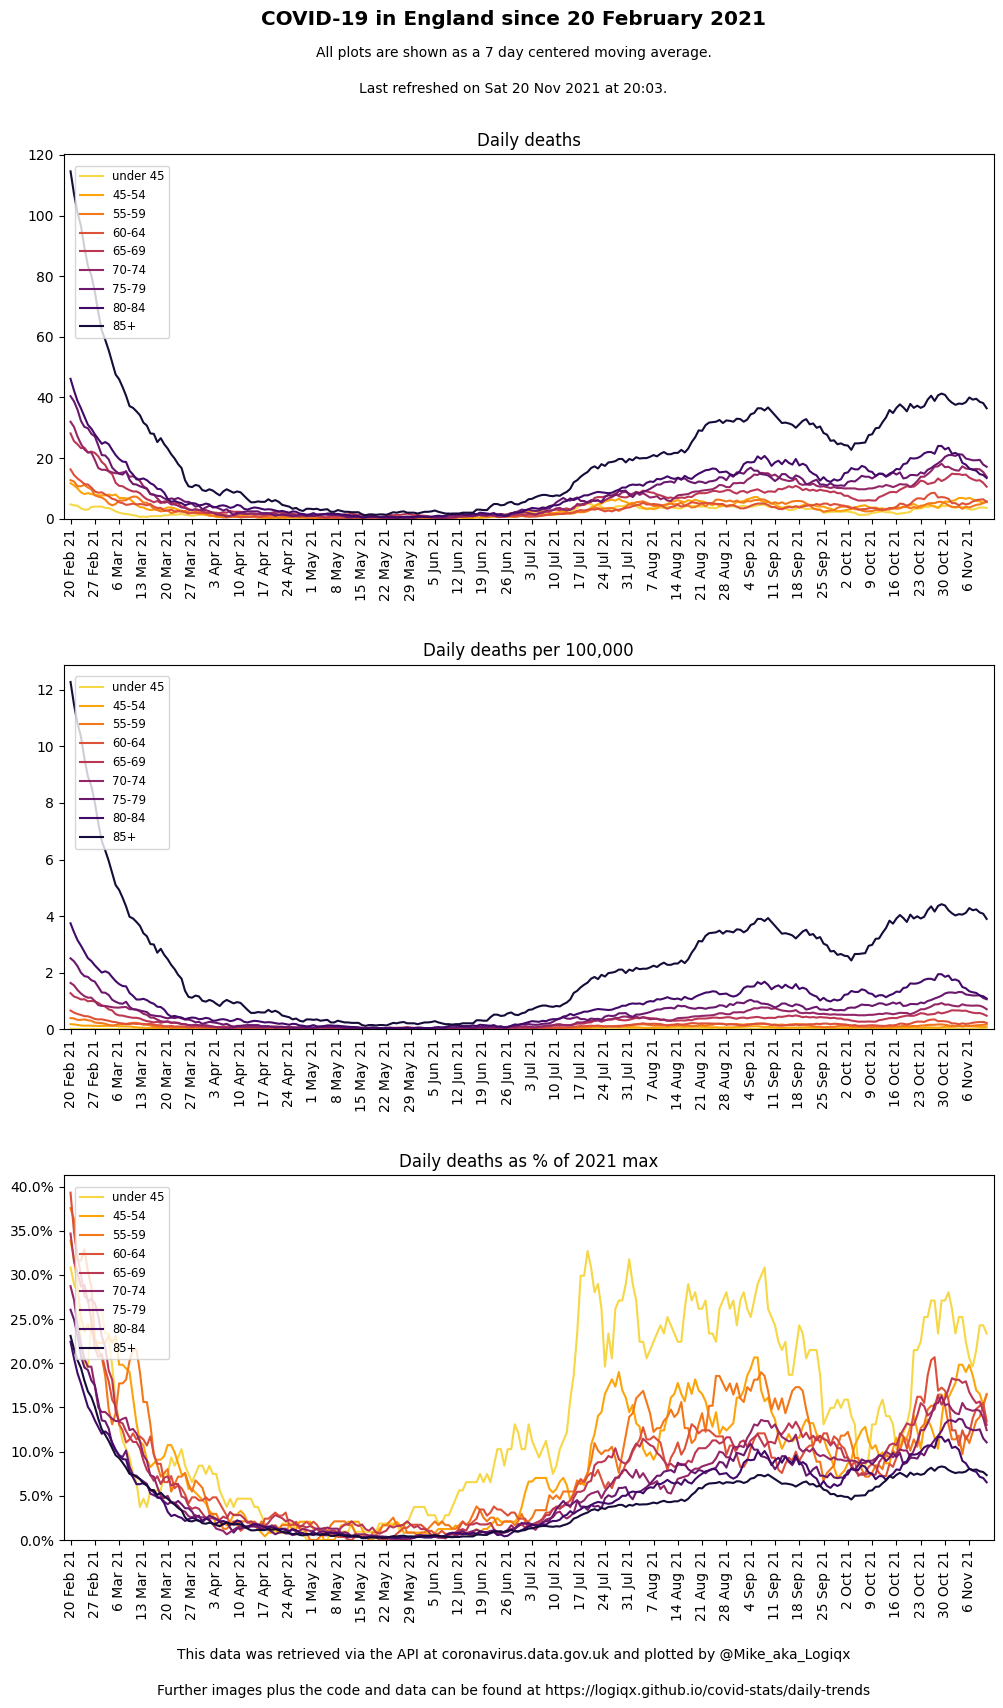 COVID-19 in England since 20 February 2021
All plots are shown as a 7 day centered moving average.
Last refreshed on Sat 20 Nov 2021 at 20:03.
Daily deaths
120
100
80
60
40
20
0
under 45
45-54
55-59
60-64
65-69
70-74
75-79
80-84
85+
20 Feb 21
27 Feb 21
6 Mar 21
13 Mar 21
20 Mar 21
27 Mar 21
3 Apr 21
10 Apr 21
17 Apr 21
24 Apr 21
1 May 21
8 May 21
15 May 21
22 May 21
29 May 21
5 Jun 21
12 Jun 21
19 Jun 21
26 Jun 21
3 Jul 21
10 Jul 21
17 Jul 21
24 Jul 21
31 Jul 21
7 Aug 21
14 Aug 21
21 Aug 21
28 Aug 21
4 Sep 21
11 Sep 21
18 Sep 21
25 Sep 21
2 Oct 21
9 Oct 21
16 Oct 21
23 Oct 21
30 Oct 21
6 Nov 21
Daily deaths per 100,000
12
10
8
6
4
2
0
under 45
45-54
55-59
60-64
65-69
70-74
75-79
80-84
85+
20 Feb 21
27 Feb 21
6 Mar 21
13 Mar 21
20 Mar 21
27 Mar 21
3 Apr 21
10 Apr 21
17 Apr 21
24 Apr 21
1 May 21
8 May 21
15 May 21
22 May 21
29 May 21
5 Jun 21
12 Jun 21
19 Jun 21
26 Jun 21
3 Jul 21
10 Jul 21
17 Jul 21
24 Jul 21
31 Jul 21
7 Aug 21
14 Aug 21
21 Aug 21
28 Aug 21
4 Sep 21
11 Sep 21
18 Sep 21
25 Sep 21
2 Oct 21
9 Oct 21
16 Oct 21
23 Oct 21
30 Oct 21
6 Nov 21
Daily deaths as % of 2021 max
40.0%
35.0%
30.0%
25.0%
20.0%
15.0%
10.0%
5.0%
0.0%
under 45
45-54
55-59
60-64
65-69
70-74
75-79
80-84
85+
20 Feb 21
27 Feb 21
6 Mar 21
13 Mar 21
20 Mar 21
27 Mar 21
3 Apr 21
10 Apr 21
17 Apr 21
24 Apr 21
1 May 21
8 May 21
15 May 21
22 May 21
29 May 21
5 Jun 21
12 Jun 21
19 Jun 21
26 Jun 21
3 Jul 21
10 Jul 21
17 Jul 21
24 Jul 21
31 Jul 21
7 Aug 21
14 Aug 21
21 Aug 21
28 Aug 21
4 Sep 21
11 Sep 21
18 Sep 21
25 Sep 21
2 Oct 21
9 Oct 21
16 Oct 21
23 Oct 21
30 Oct 21
6 Nov 21
This data was retrieved via the API at coronavirus.data.gov.uk and plotted by @Mike_aka_Logiqx
Further images plus the code and data can be found at https://logiqx.github.io/covid-stats/daily-trends